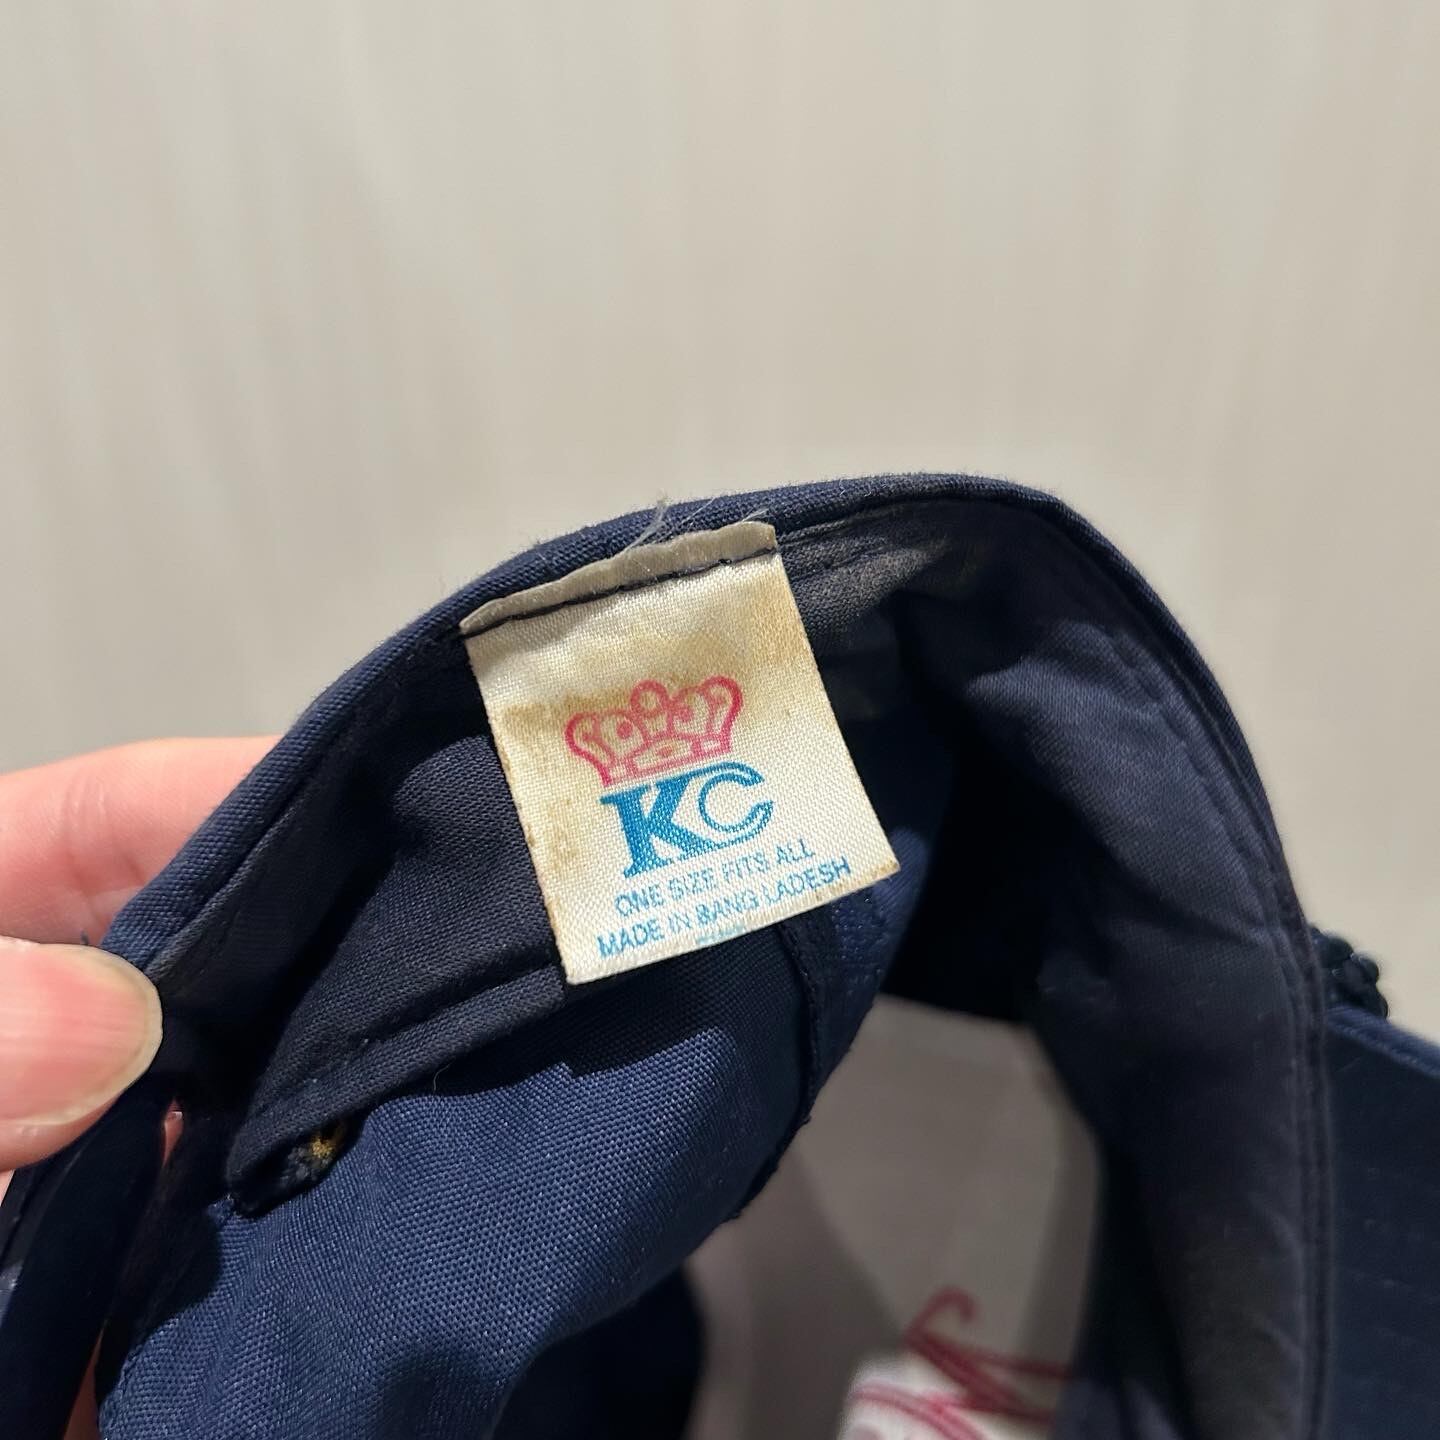 KC
ONE SIZE FITS ALL
MADE IN BANG LADESH